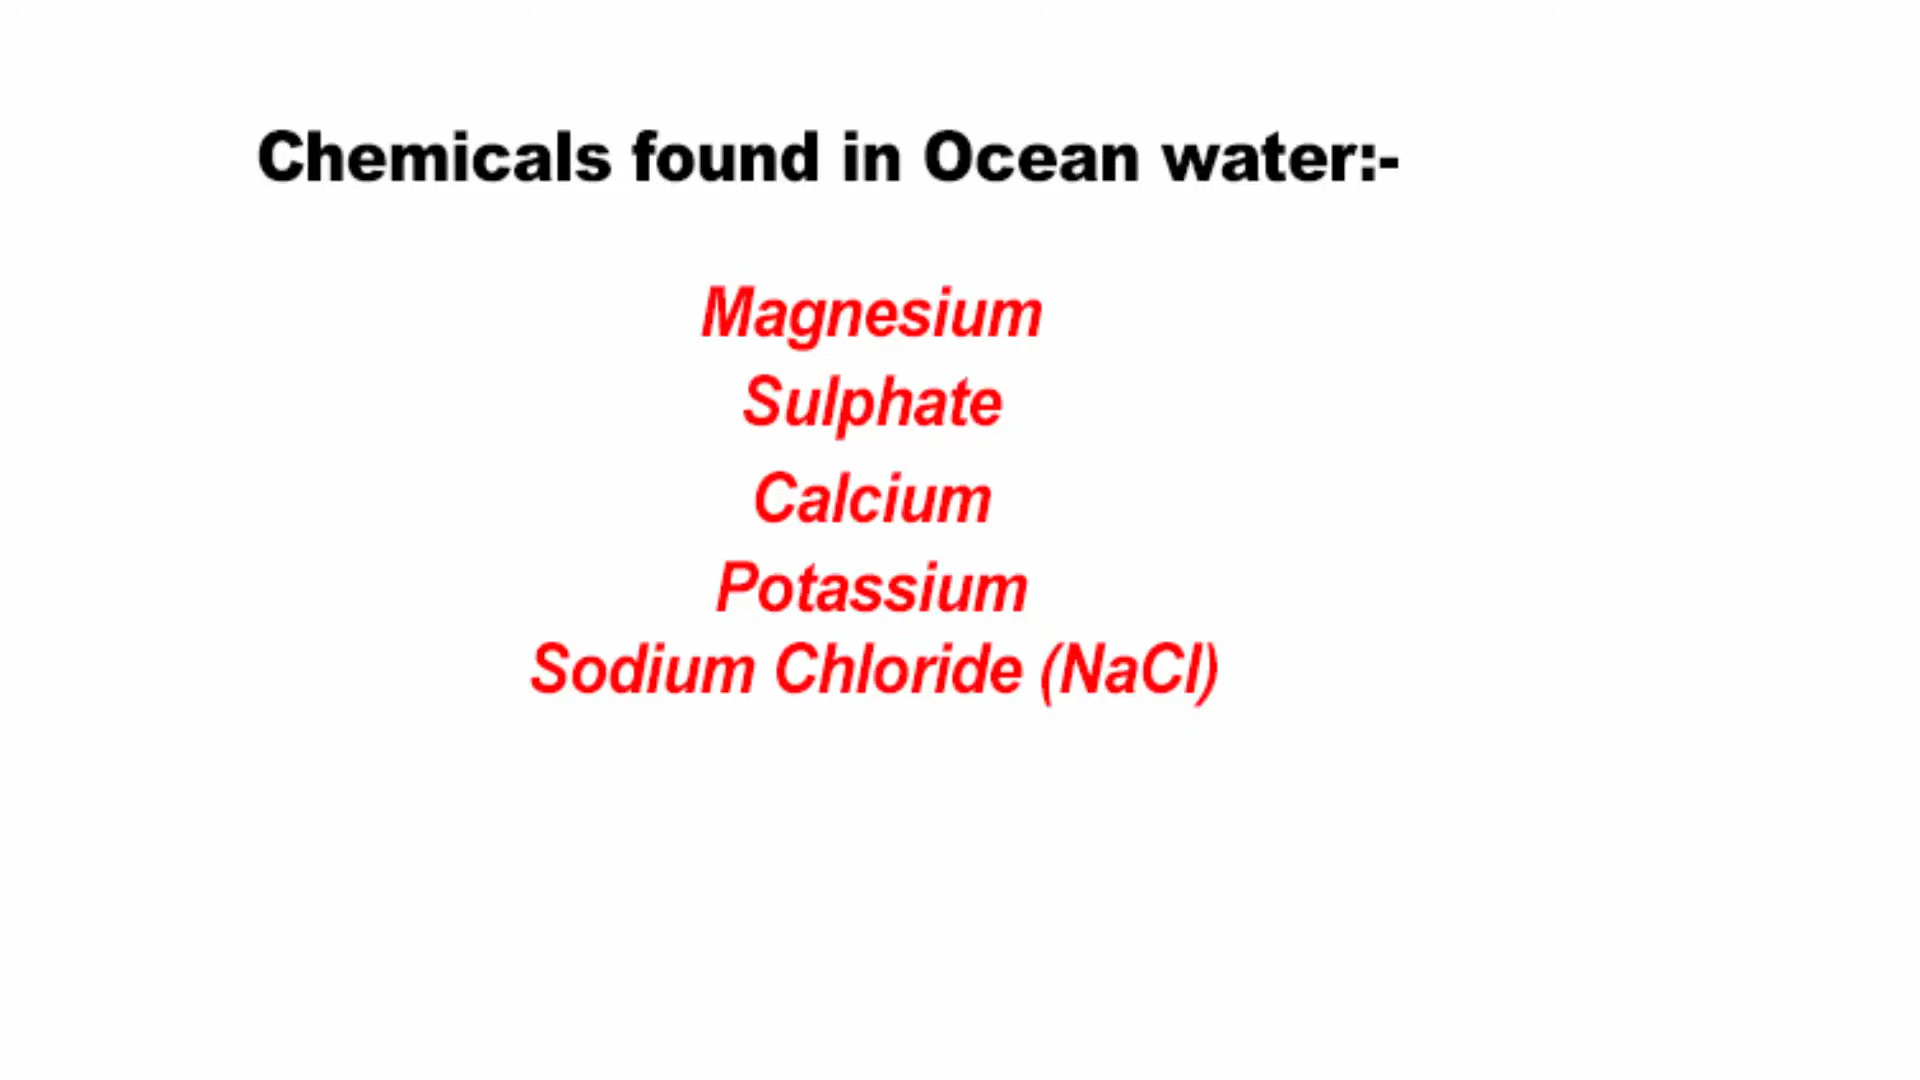 Chemicals found in Ocean water:-
Magnesium
Sulphate
Calcium
Potassium
Sodium Chloride (NaCl)